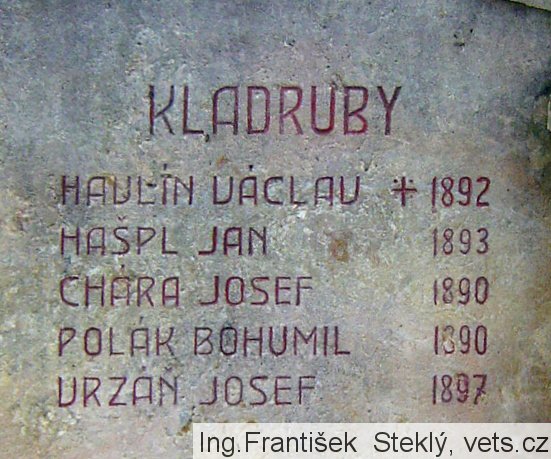 KLADRUBY
HAVLÍN VÁCLAV ✝ 1892
HAŠPL JAN 1893
CHÁRA JOSEF 1890
POLÁK BOHUMIL 1890
VRZÁN JOSEF 1897
Ing.František Steklý, vets.cz